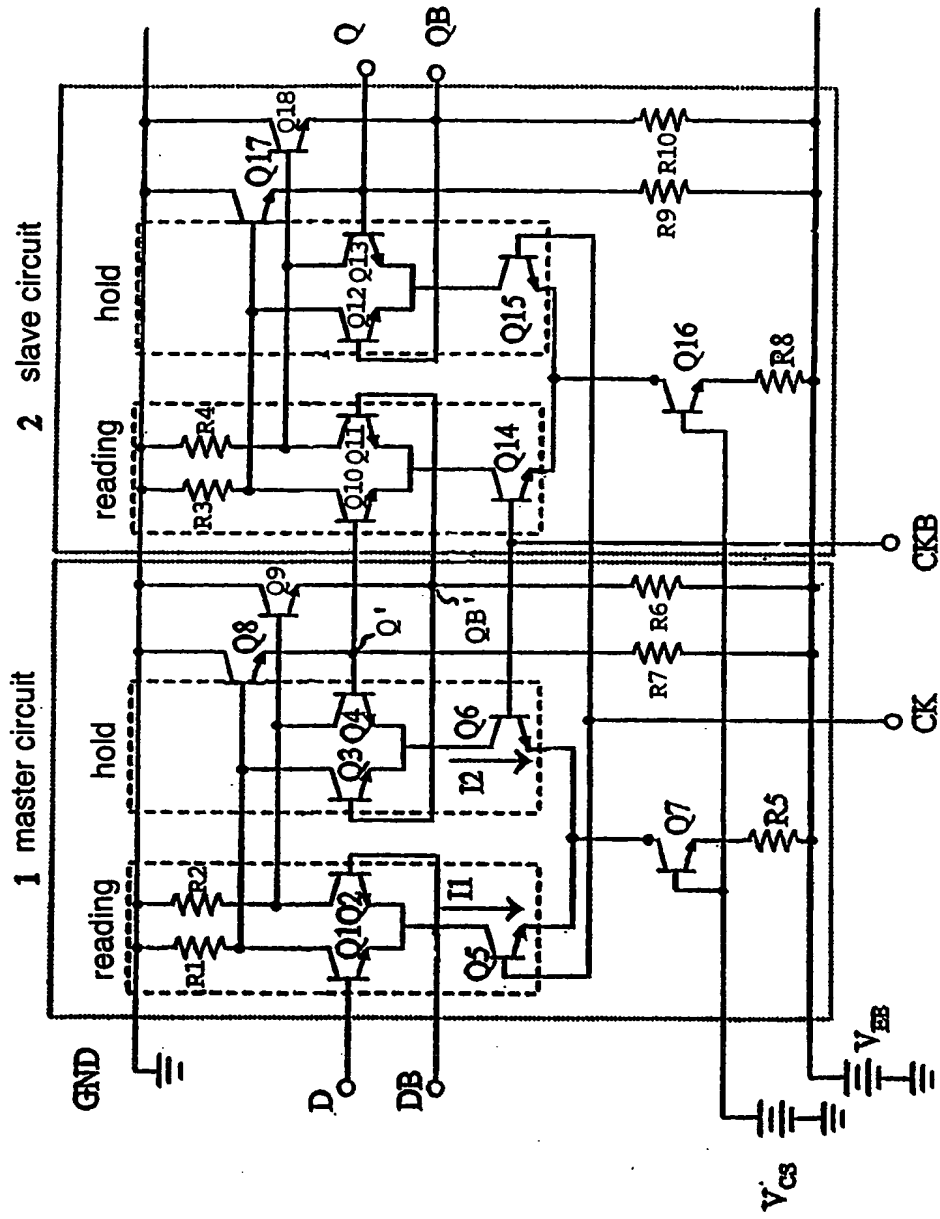 1 master circuit
2 slave circuit
reading
hold
reading
hold
GND
R1
R2
Q8
Q9
R3
R4
Q17
Q18
D
Q1
Q2
Q3
Q4
Q'
Q10
Q11
Q12
Q13
Q
DB
QB'
QB
I1
I2
Q5
Q6
Q14
Q15
R7
R6
R9
R10
Q7
Q16
R5
R8
VCS
VEE
CK
CKB